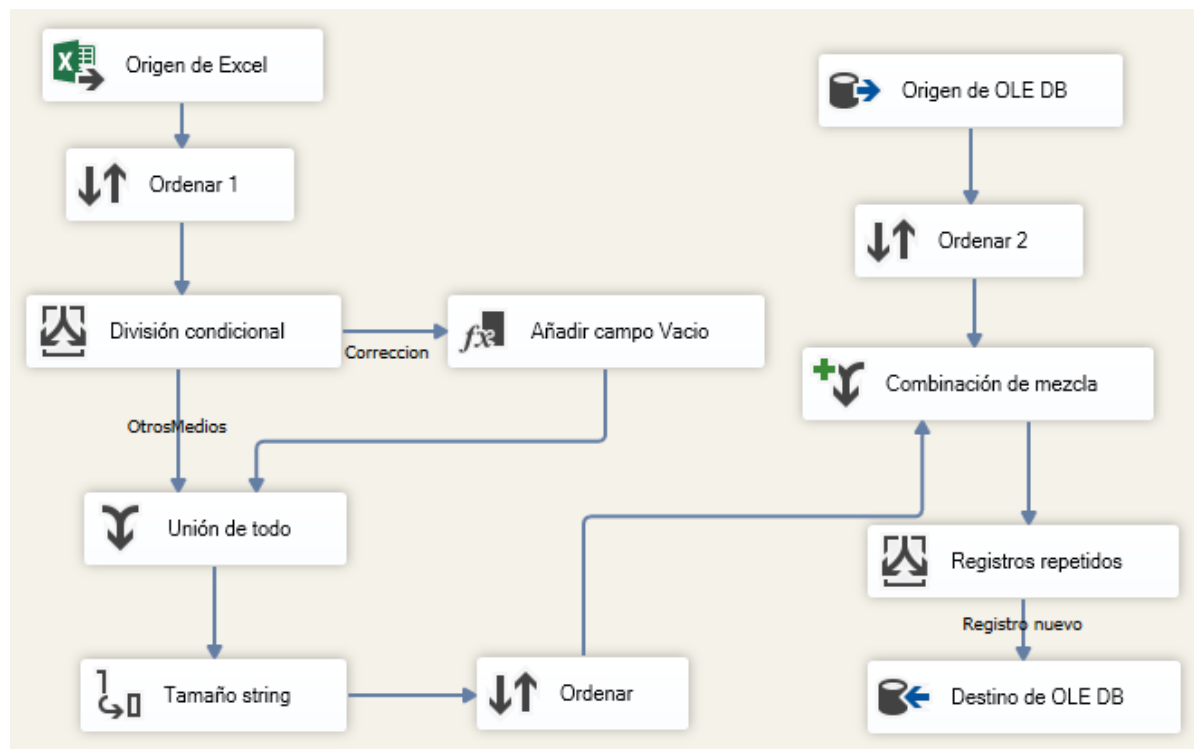 Origen de Excel
Origen de OLE DB
Ordenar 1
Ordenar 2
División condicional
Correccion
Añadir campo Vacio
Combinación de mezcla
OtrosMedios
Unión de todo
Registros repetidos
Registro nuevo
Tamaño string
Ordenar
Destino de OLE DB